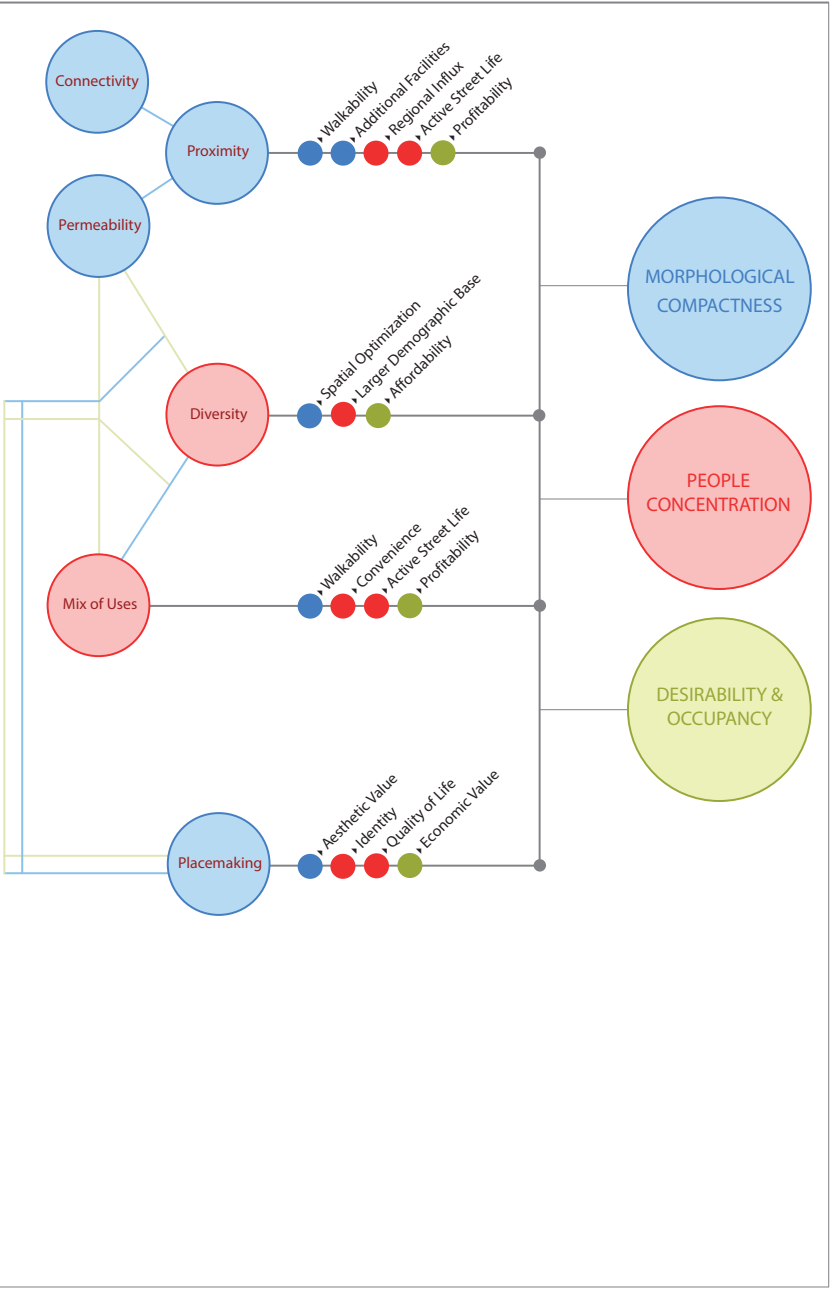 Connectivity
Proximity
Walkability
Additional Facilities
Regional Influx
Active Street Life
Profitability
Permeability
MORPHOLOGICAL
COMPACTNESS
Diversity
Spatial Optimization
Larger Demographic Base
Affordability
PEOPLE
CONCENTRATION
Mix of Uses
Walkability
Convenience
Active Street Life
Profitability
DESIRABILITY &
OCCUPANCY
Placemaking
Aesthetic Value
Identity
Quality of Life
Economic Value